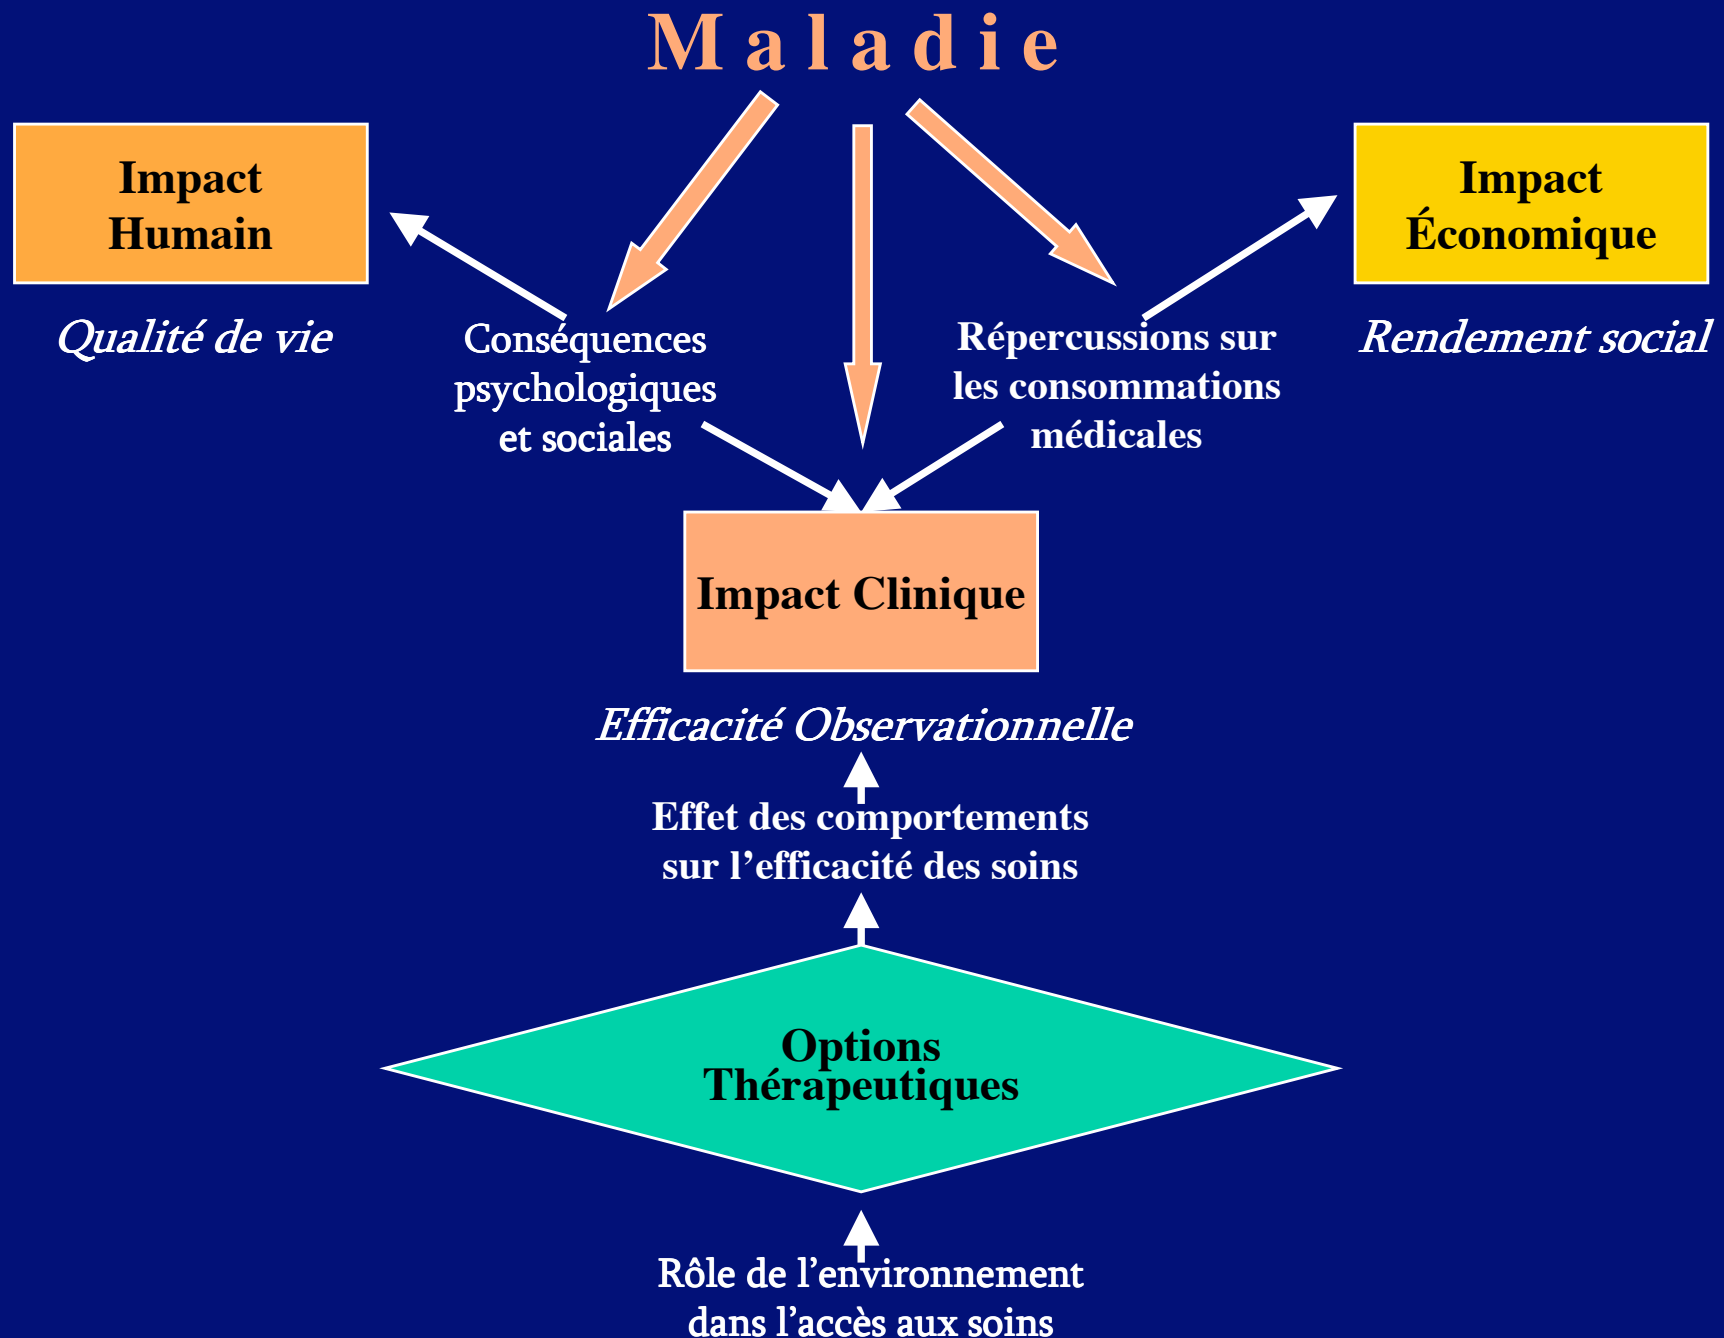 Maladie
Impact
Humain
Impact
Économique
Qualité de vie
Conséquences
psychologiques
et sociales
Répercussions sur
les consommations
médicales
Rendement social
Impact Clinique
Efficacité Observationnelle
Effet des comportements
sur l’efficacité des soins
Options
Thérapeutiques
Rôle de l’environnement
dans l’accès aux soins